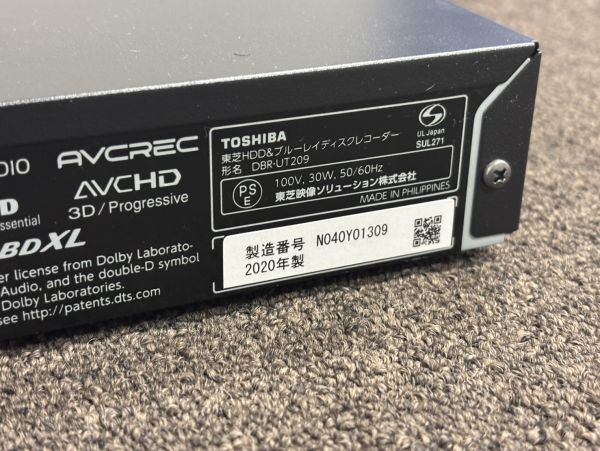 DIO
AVCREC
D
essential
AVCHD
3D / Progressive
BDXL
er license from Dolby Laborato-
Audio, and the double-D symbol
Dolby Laboratories.
see http://patents.dts.com
TOSHIBA
東芝HDD&ブルーレイディスクレコーダー
形名 DBR-UT209
PS
E
100V, 30W, 50/60Hz
東芝映像ソリューション株式会社
MADE IN PHILIPPINES
S
UL Japan
SUL271
製造番号 N040Y01309
2020年製